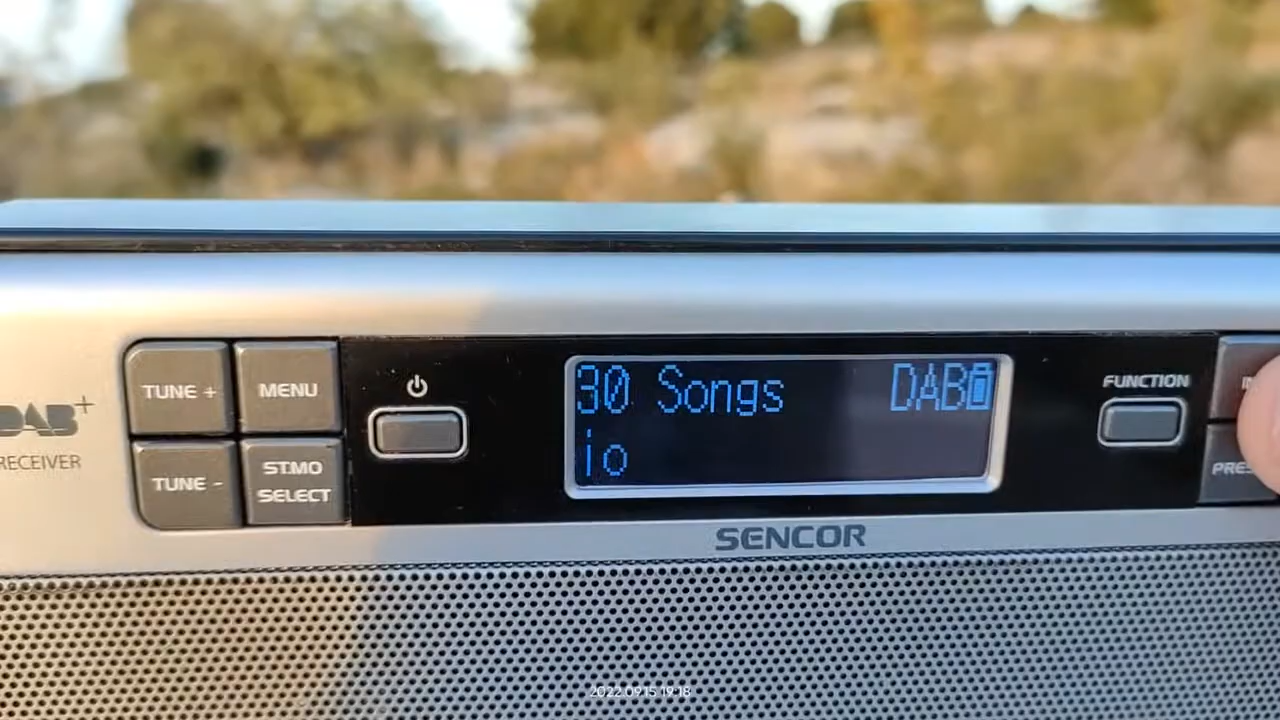 DAB+
RECEIVER
TUNE +
MENU
TUNE -
ST.MO
SELECT
30 Songs DAB
io
FUNCTION
SENCOR
2022.09.15 19:18